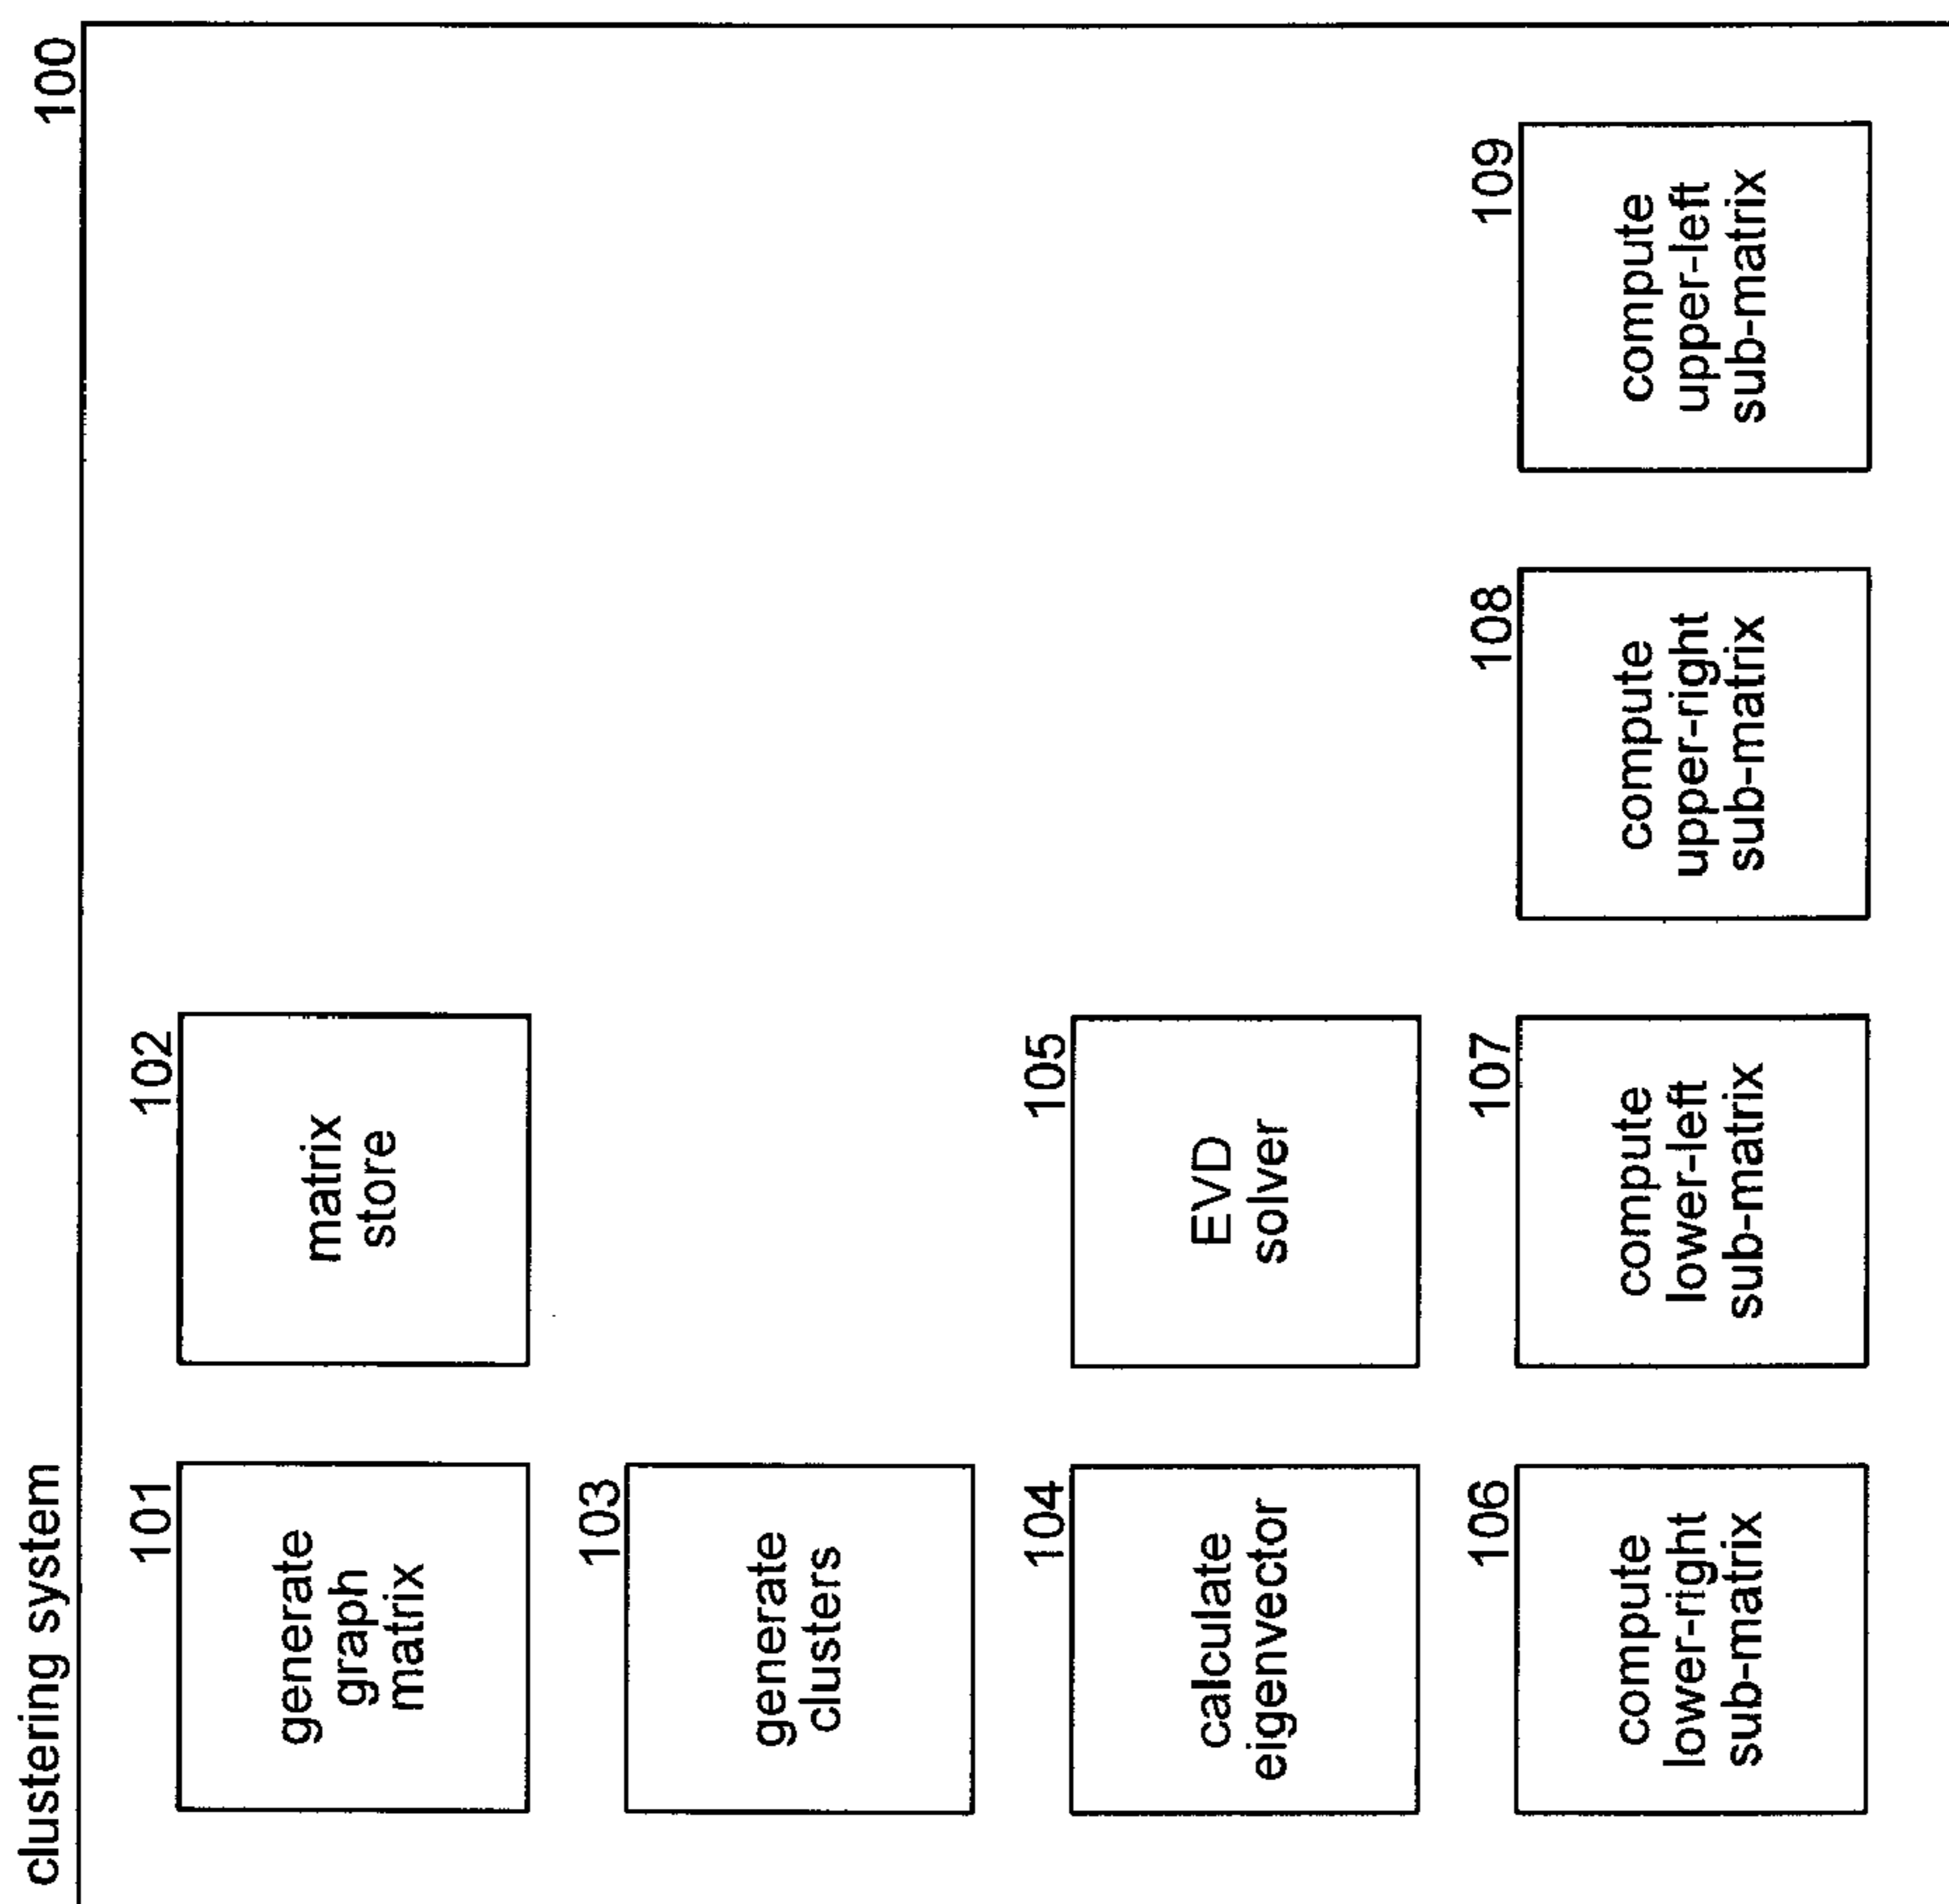 clustering system
100
101
generate
graph
matrix
102
matrix
store
103
generate
clusters
104
calculate
eigenvector
105
EVD
solver
106
compute
lower-right
sub-matrix
107
compute
lower-left
sub-matrix
108
compute
upper-right
sub-matrix
109
compute
upper-left
sub-matrix